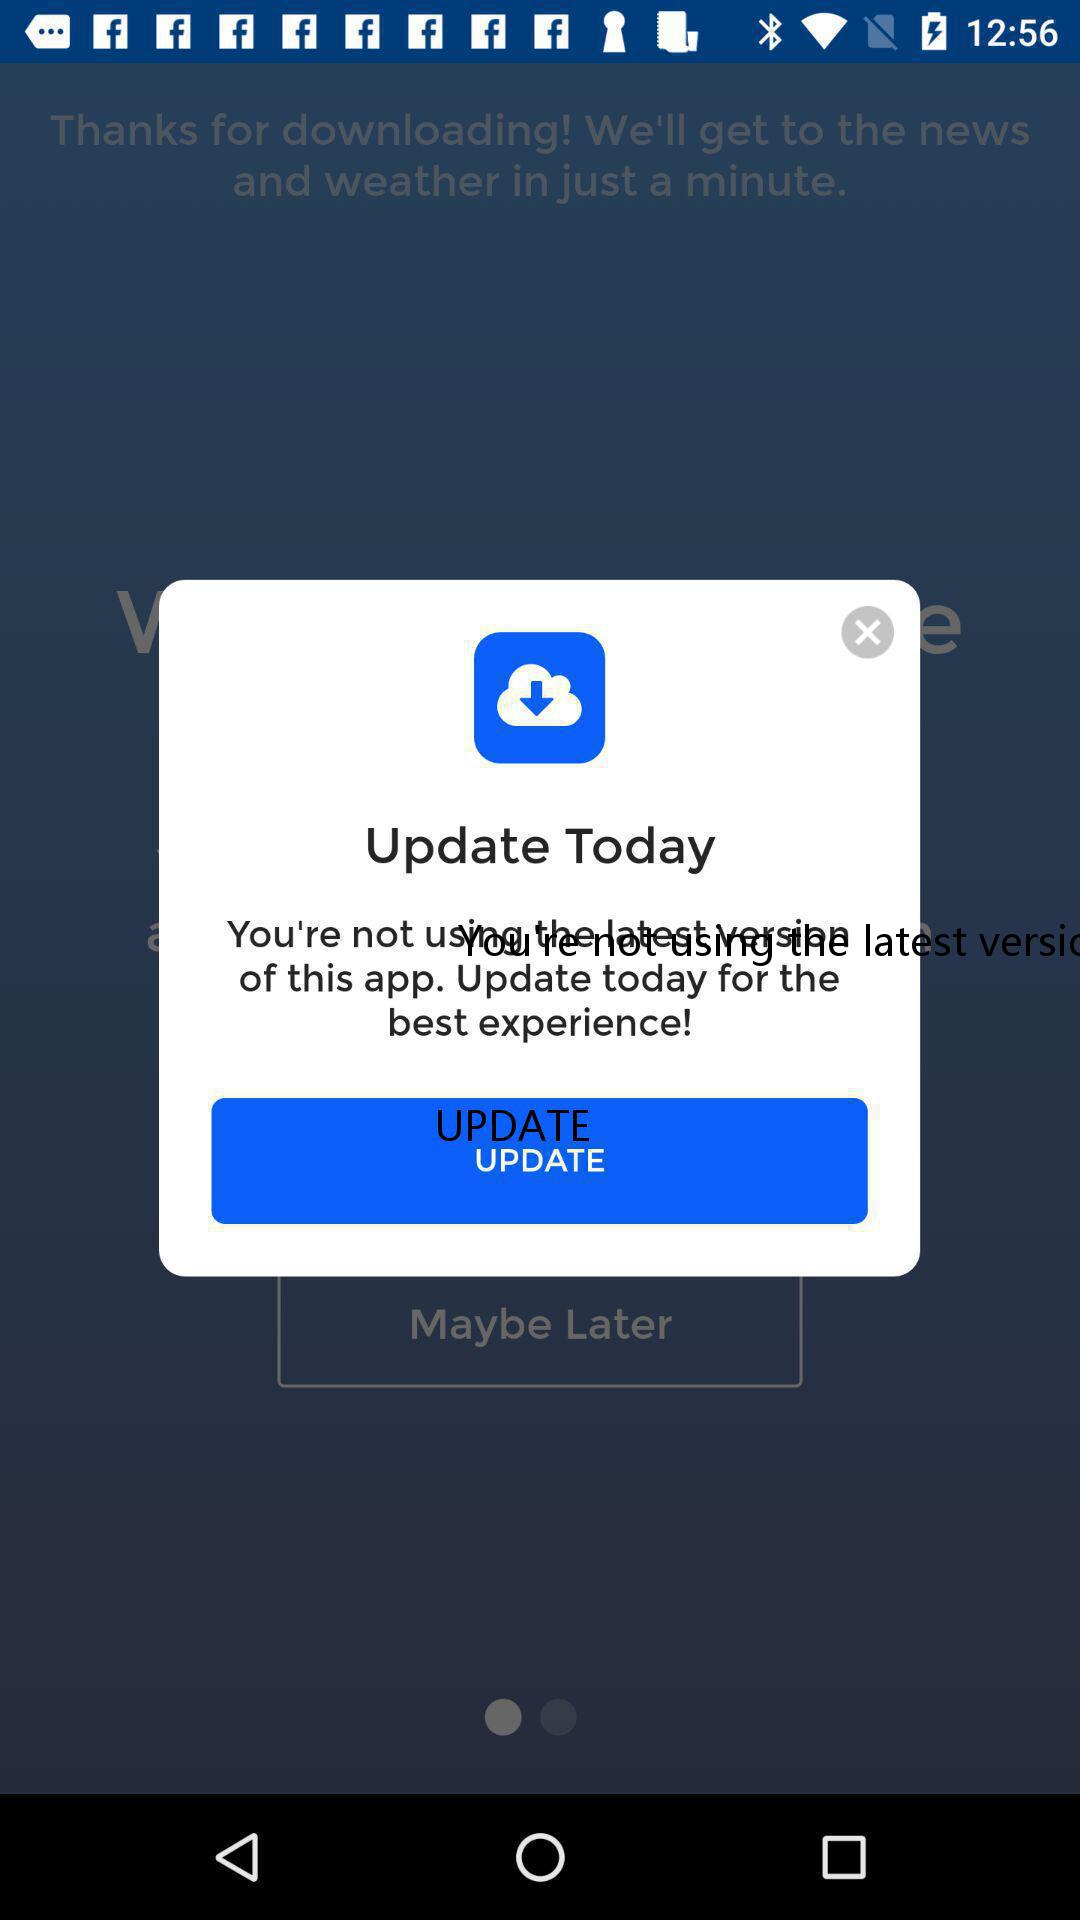 12:56
Thanks for downloading! We'll get to the news
and weather in just a minute.
Update Today
You're not using the latest version
You're not using the latest versio
of this app. Update today for the
best experience!
UPDATE
UPDATE
Maybe Later